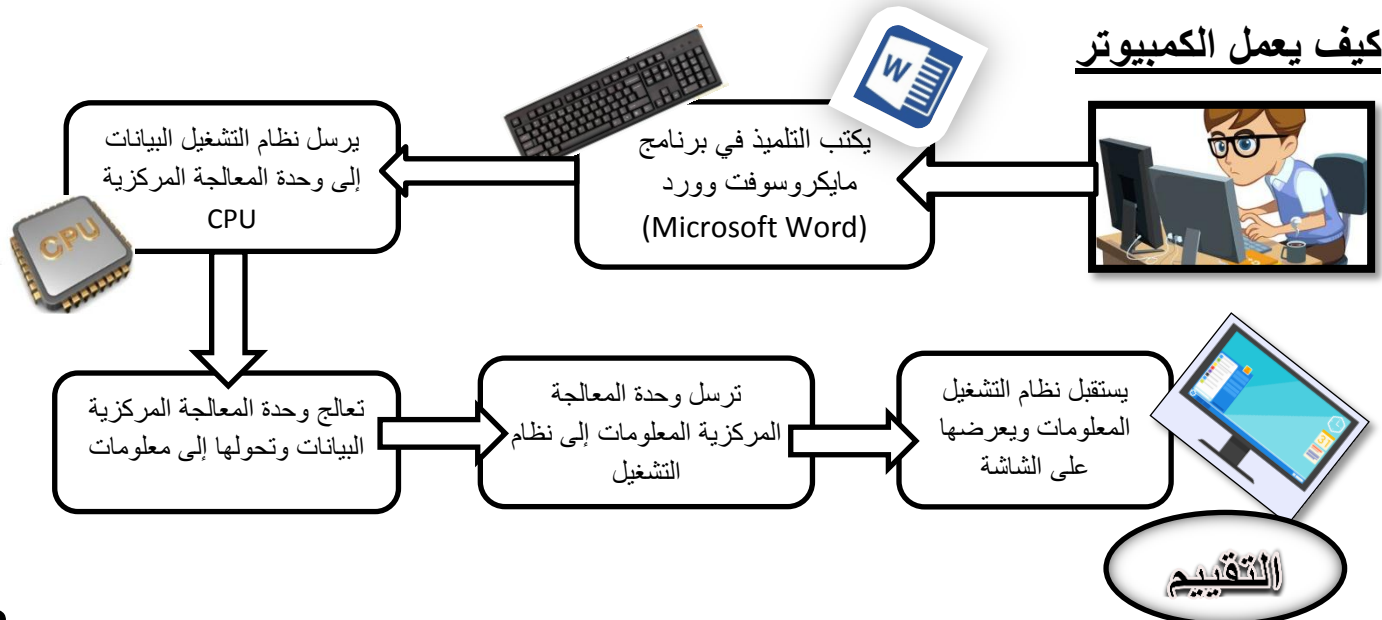 كيف يعمل الكمبيوتر
W
يكتب التلميذ في برنامج
مايكروسوفت وورد
(Microsoft Word)
يرسل نظام التشغيل البيانات
إلى وحدة المعالجة المركزية
CPU
CPU
تعالج وحدة المعالجة المركزية
البيانات وتحولها إلى معلومات
ترسل وحدة المعالجة
المركزية المعلومات إلى نظام
التشغيل
يستقبل نظام التشغيل
المعلومات ويعرضها
على الشاشة
التقييم